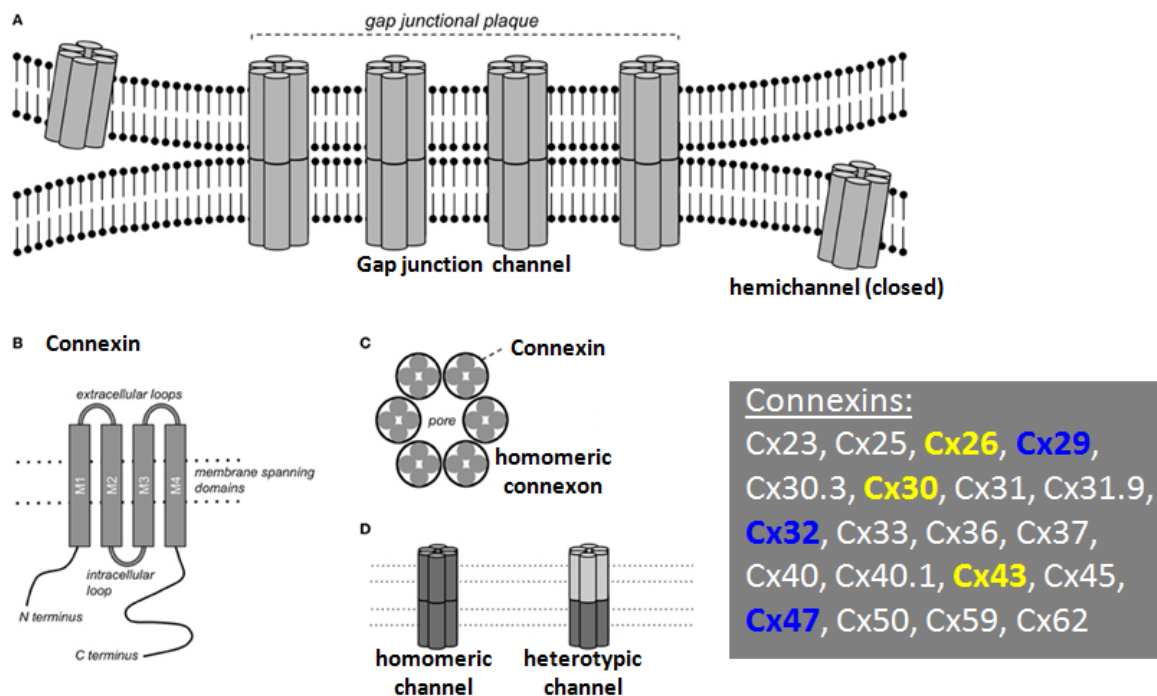 A
gap junctional plaque
Gap junction channel
hemichannel (closed)
B Connexin
extracellular loops
M1 M2 M3 M4
membrane spanning
domains
intracellular
loop
N terminus
C terminus
C
Connexin
pore
homomeric
connexon
D
homomeric
channel
heterotypic
channel
Connexins:
Cx23, Cx25, Cx26, Cx29,
Cx30.3, Cx30, Cx31, Cx31.9,
Cx32, Cx33, Cx36, Cx37,
Cx40, Cx40.1, Cx43, Cx45,
Cx47, Cx50, Cx59, Cx62